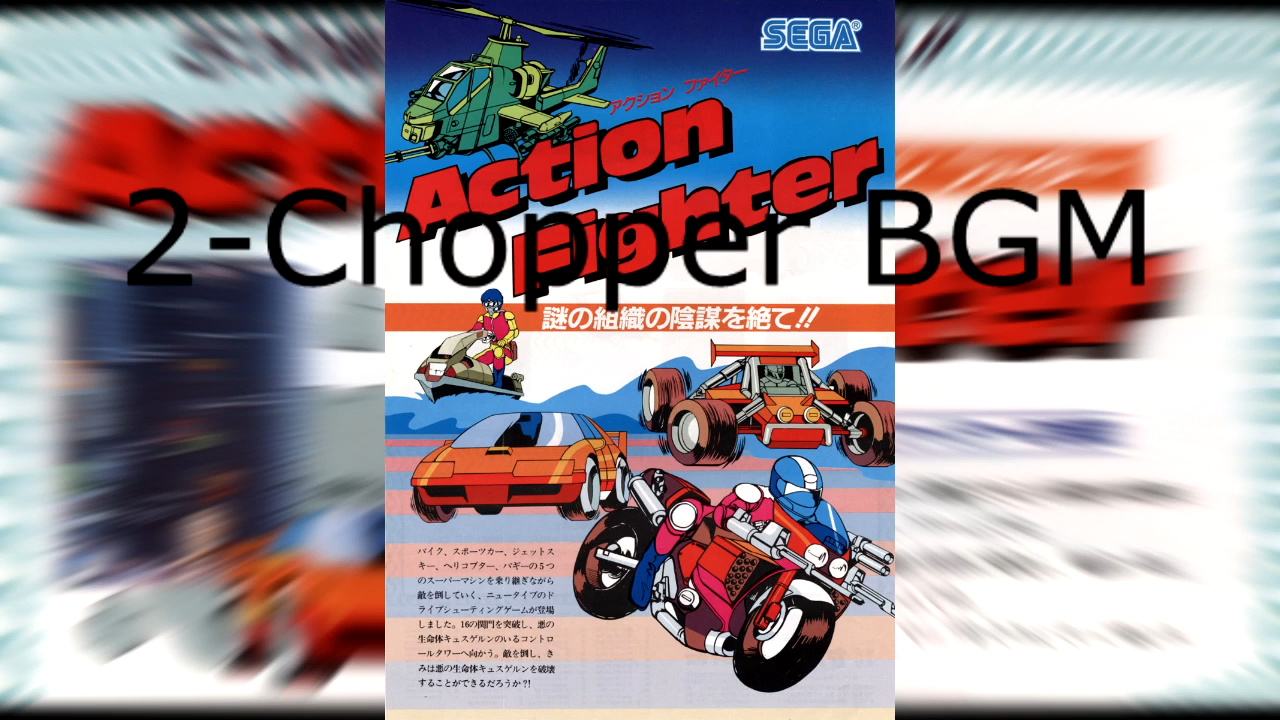 SEGA®
アクション ファイター
Action
Fighter
2-Chopper BGM
謎の組織の陰謀を絶て!!
バイク、スポーツカー、ジェットス
キー、ヘリコプター、バギーの5つ
のスーパーマシンを乗り継ぎながら
敵を倒していく、ニュータイプのド
ライブシューティングゲームが登場
しました。16の関門を突破し、悪の
生命体キュスゲルンのいるコントロ
ールタワーへ向かう。敵を倒し、き
みは悪の生命体キュスゲルンを破壊
することができるだろうか?!